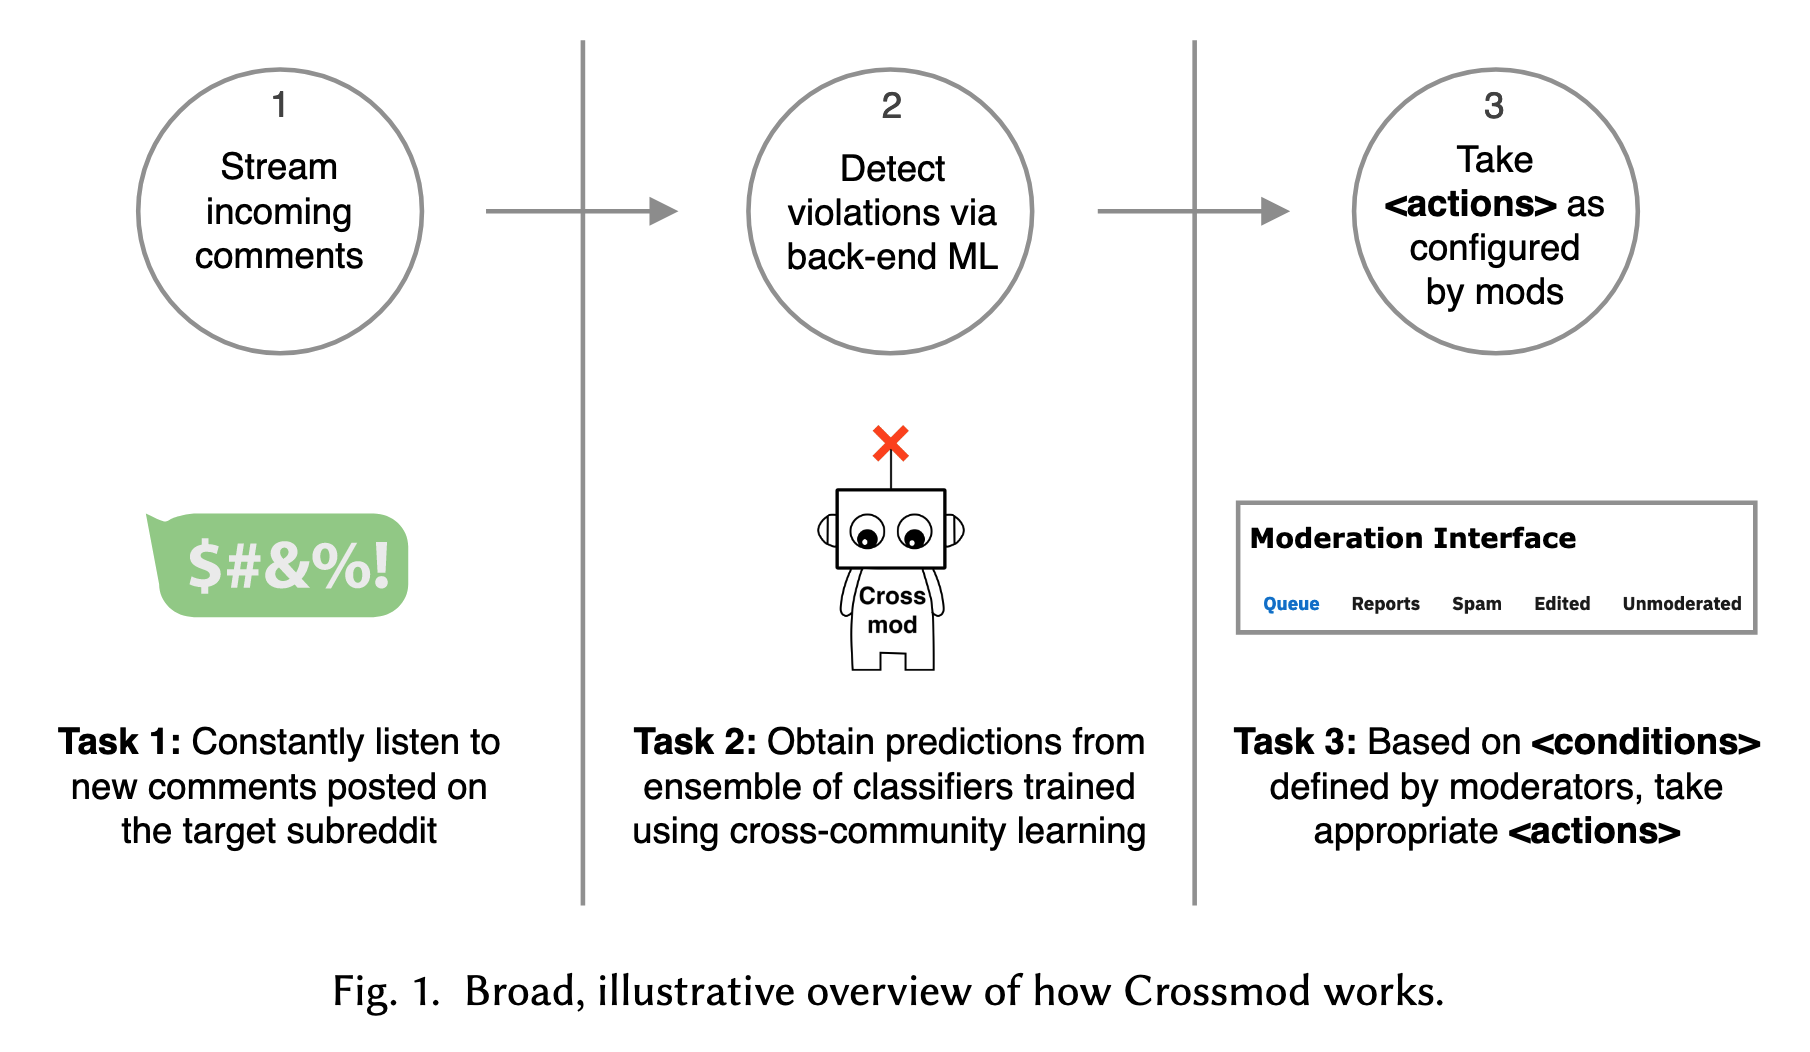 1
Stream
incoming
comments
2
Detect
violations via
back-end ML
3
Take
<actions> as
configured
by mods
$#&%!
Cross
mod
Moderation Interface
Queue Reports Spam Edited Unmoderated
Task 1: Constantly listen to
new comments posted on
the target subreddit
Task 2: Obtain predictions from
ensemble of classifiers trained
using cross-community learning
Task 3: Based on <conditions>
defined by moderators, take
appropriate <actions>
Fig. 1. Broad, illustrative overview of how Crossmod works.